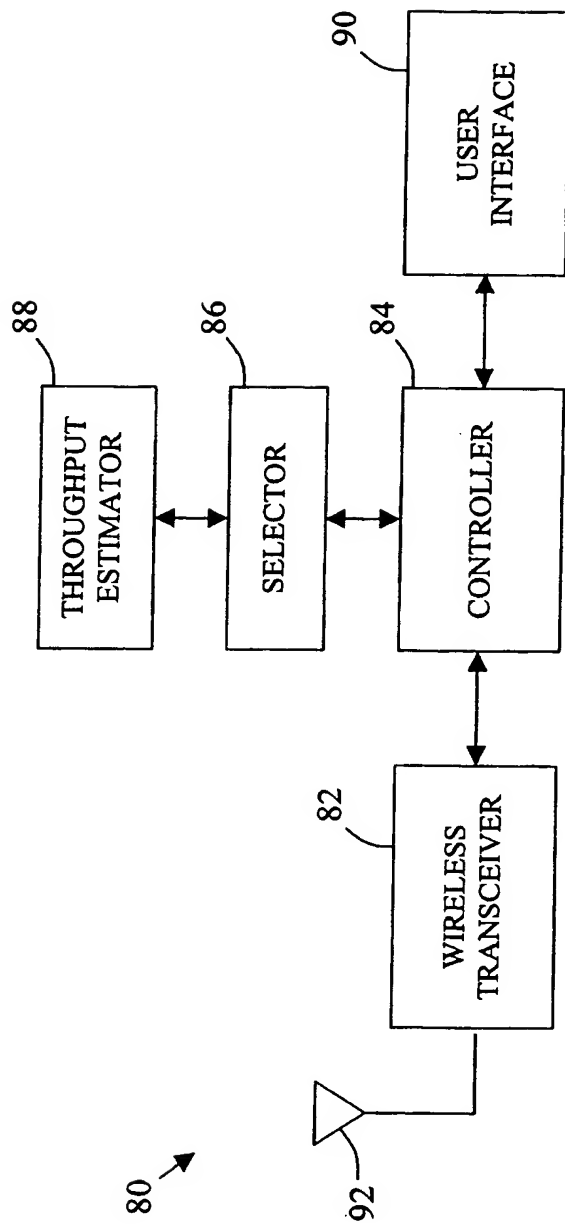 80
92
82
WIRELESS
TRANSCEIVER
88
THROUGHPUT
ESTIMATOR
86
SELECTOR
84
CONTROLLER
90
USER
INTERFACE